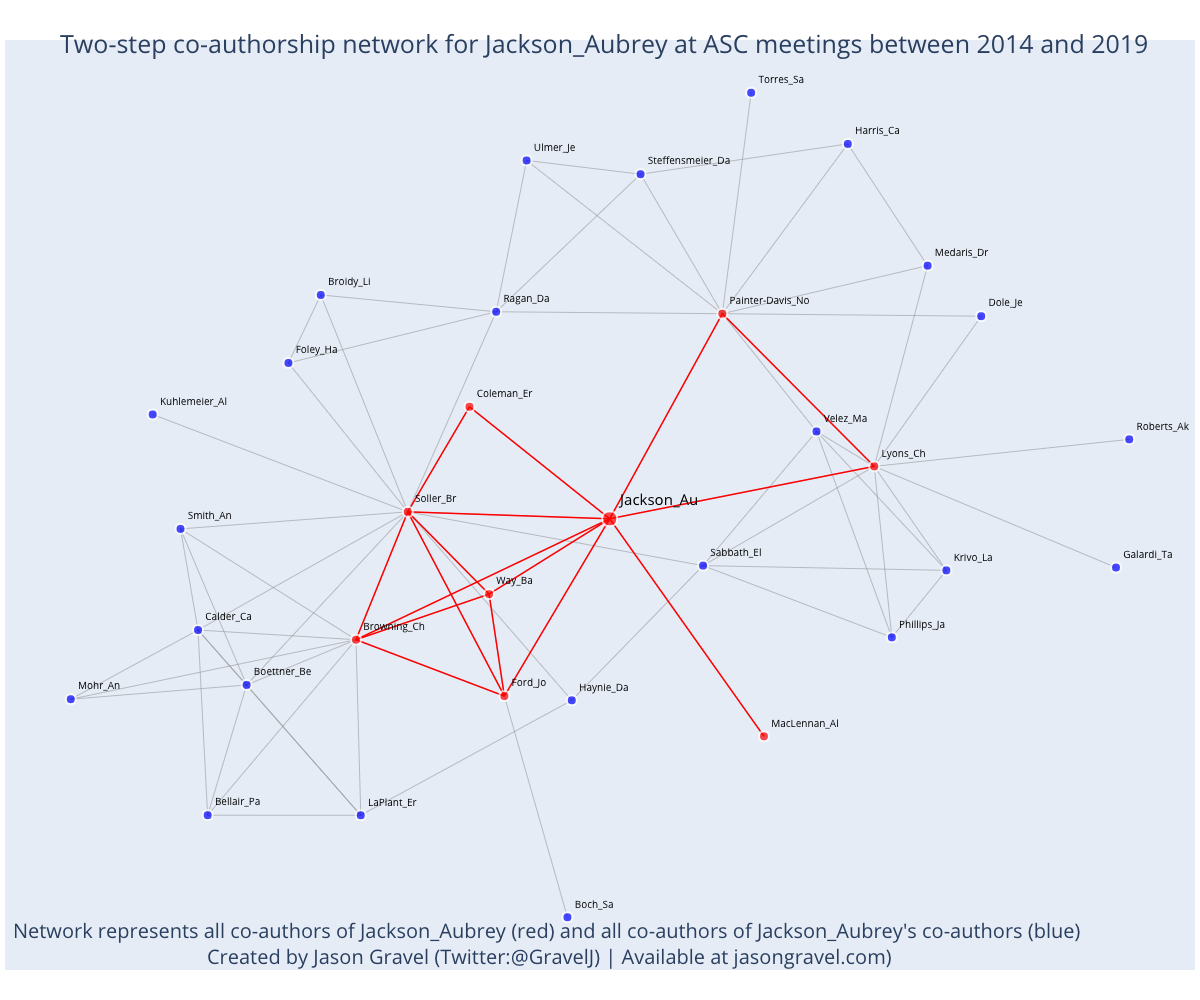 Two-step co-authorship network for Jackson_Aubrey at ASC meetings between 2014 and 2019
Torres_Sa
Harris_Ca
Ulmer_Je
Steffensmeier_Da
Medaris_Dr
Broidy_Li
Ragan_Da
Painter-Davis_No
Dole_Je
Foley_Ha
Coleman_Er
Kuhlemeier_Al
Velez_Ma
Roberts_Ak
Lyons_Ch
Soller_Br
Jackson_Au
Smith_An
Sabbath_El
Krivo_La
Galardi_Ta
Way_Ba
Calder_Ca
Browning_Ch
Phillips_Ja
Boettner_Be
Mohr_An
Ford_Jo
Haynie_Da
MacLennan_Al
Bellair_Pa
LaPlant_Er
Boch_Sa
Network represents all co-authors of Jackson_Aubrey (red) and all co-authors of Jackson_Aubrey's co-authors (blue)
Created by Jason Gravel (Twitter:@GravelJ) | Available at jasongravel.com)